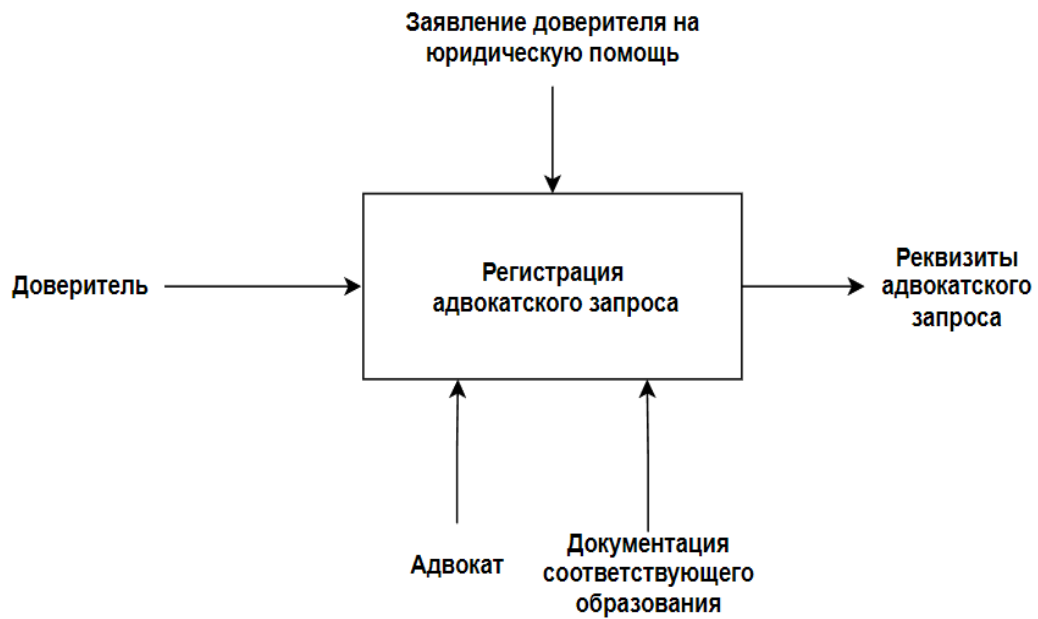 Заявление доверителя на
юридическую помощь
Доверитель
Регистрация
адвокатского запроса
Реквизиты
адвокатского
запроса
Адвокат
Документация
соответствующего
образования